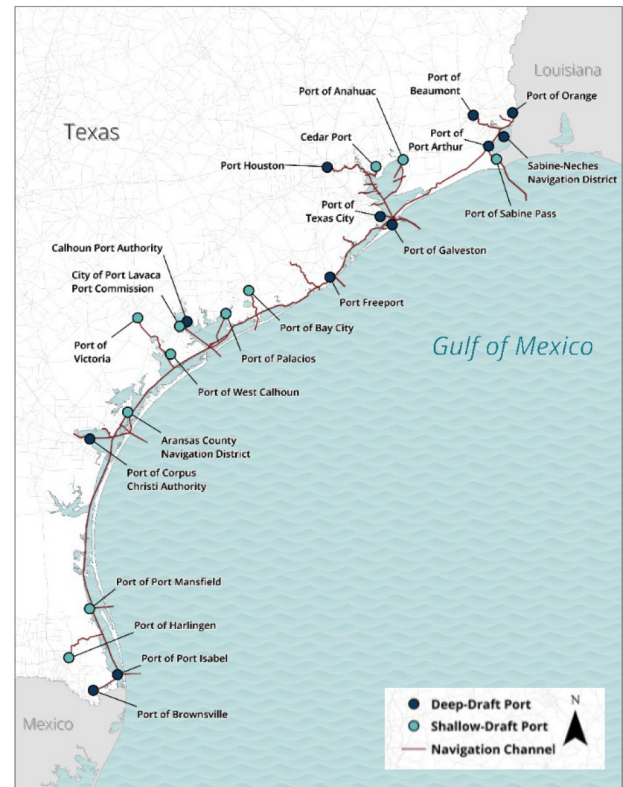 Louisiana
Port of
Beaumont
Port of Orange
Port of Anahuac
Texas
Cedar Port
Port of
Port Arthur
Port Houston
Sabine-Neches
Navigation District
Port of
Texas City
Port of Sabine Pass
Port of Galveston
Calhoun Port Authority
City of Port Lavaca
Port Commission
Port Freeport
Port of Bay City
Port of
Victoria
Port of Palacios
Gulf of Mexico
Port of West Calhoun
Aransas County
Navigation District
Port of Corpus
Christi Authority
Port of Port Mansfield
Port of Harlingen
Port of Port Isabel
Mexico
Port of Brownsville
Deep-Draft Port
Shallow-Draft Port
Navigation Channel
N